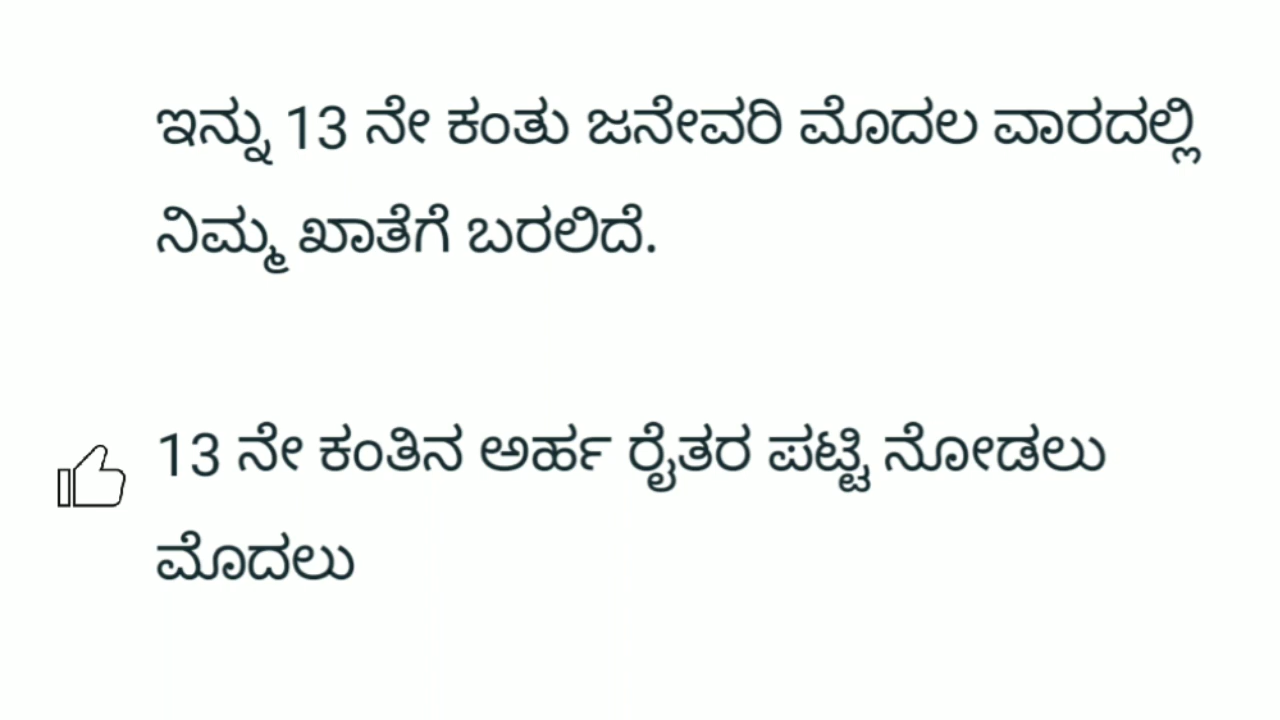 ಇನ್ನು 13 ನೇ ಕಂತು ಜನೇವರಿ ಮೊದಲ ವಾರದಲ್ಲಿ
ನಿಮ್ಮ ಖಾತೆಗೆ ಬರಲಿದೆ.
13 ನೇ ಕಂತಿನ ಅರ್ಹ ರೈತರ ಪಟ್ಟಿ ನೋಡಲು
ಮೊದಲು